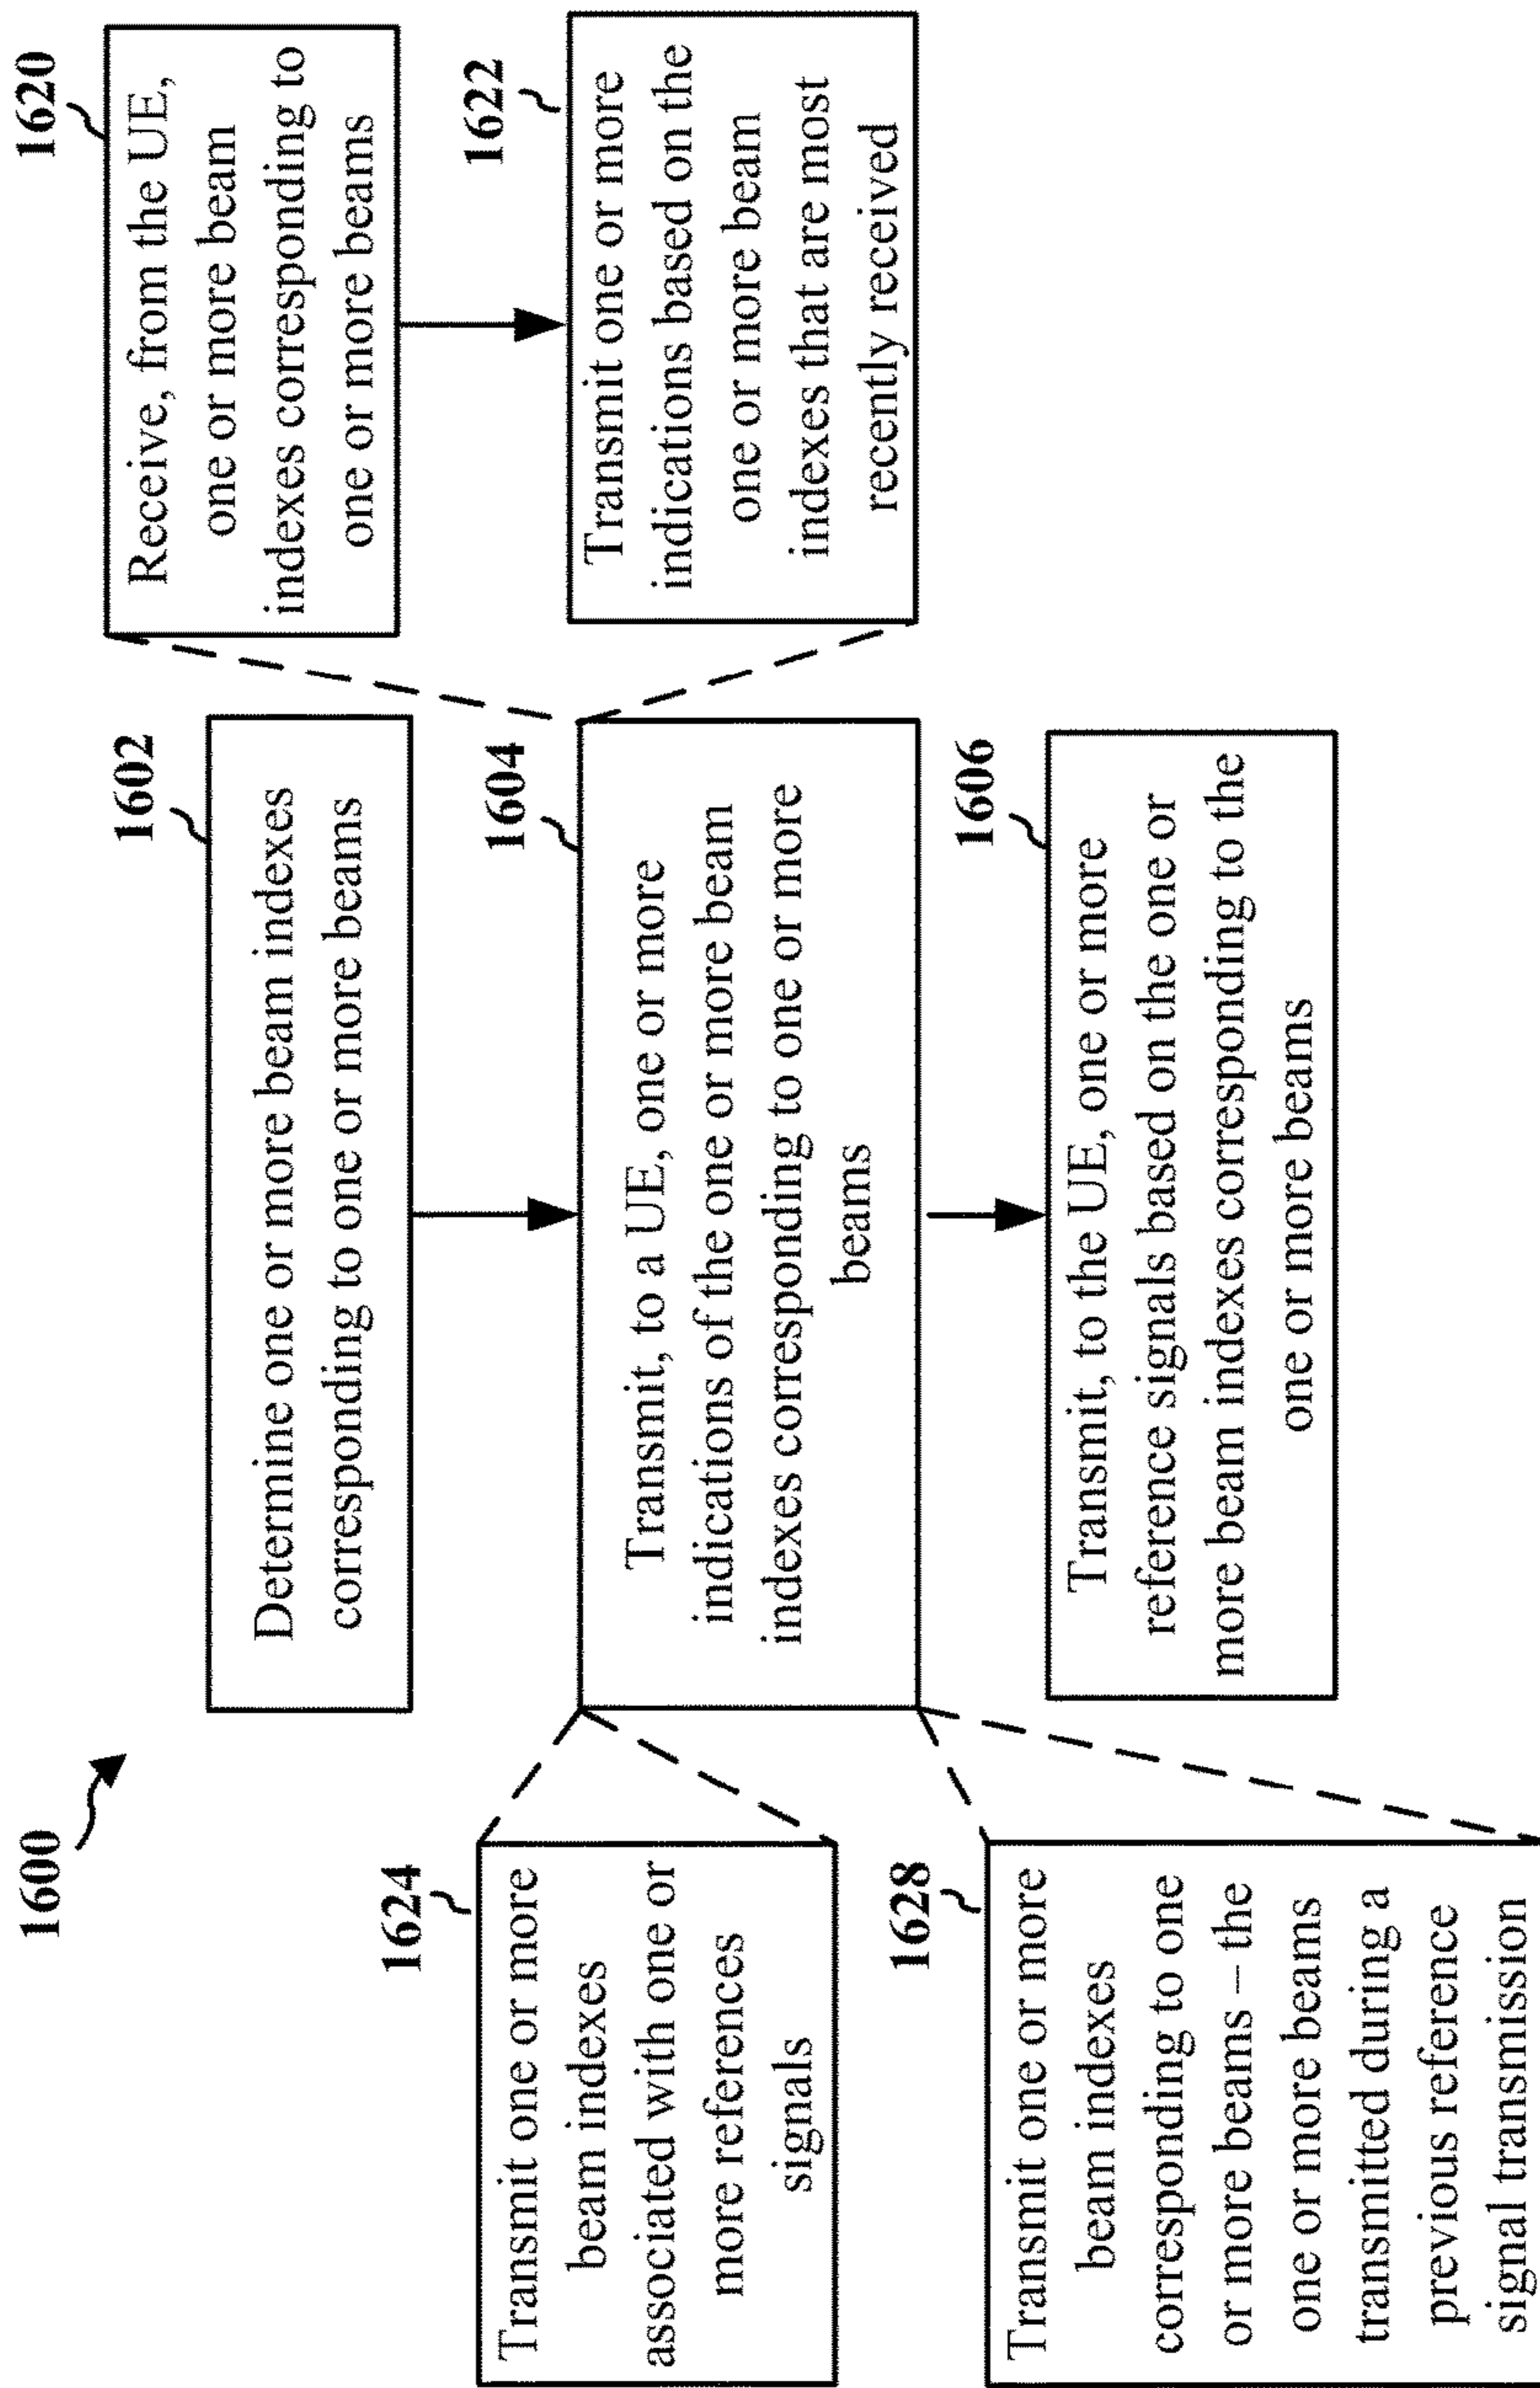 1600
1602
Determine one or more beam indexes
corresponding to one or more beams
1604
Transmit, to a UE, one or more
indications of the one or more beam
indexes corresponding to one or more
beams
1606
Transmit, to the UE, one or more
reference signals based on the one or
more beam indexes corresponding to the
one or more beams
1620
Receive, from the UE,
one or more beam
indexes corresponding to
one or more beams
1622
Transmit one or more
indications based on the
one or more beam
indexes that are most
recently received
1624
Transmit one or more
beam indexes
associated with one or
more references
signals
1628
Transmit one or more
beam indexes
corresponding to one
or more beams – the
one or more beams
transmitted during a
previous reference
signal transmission